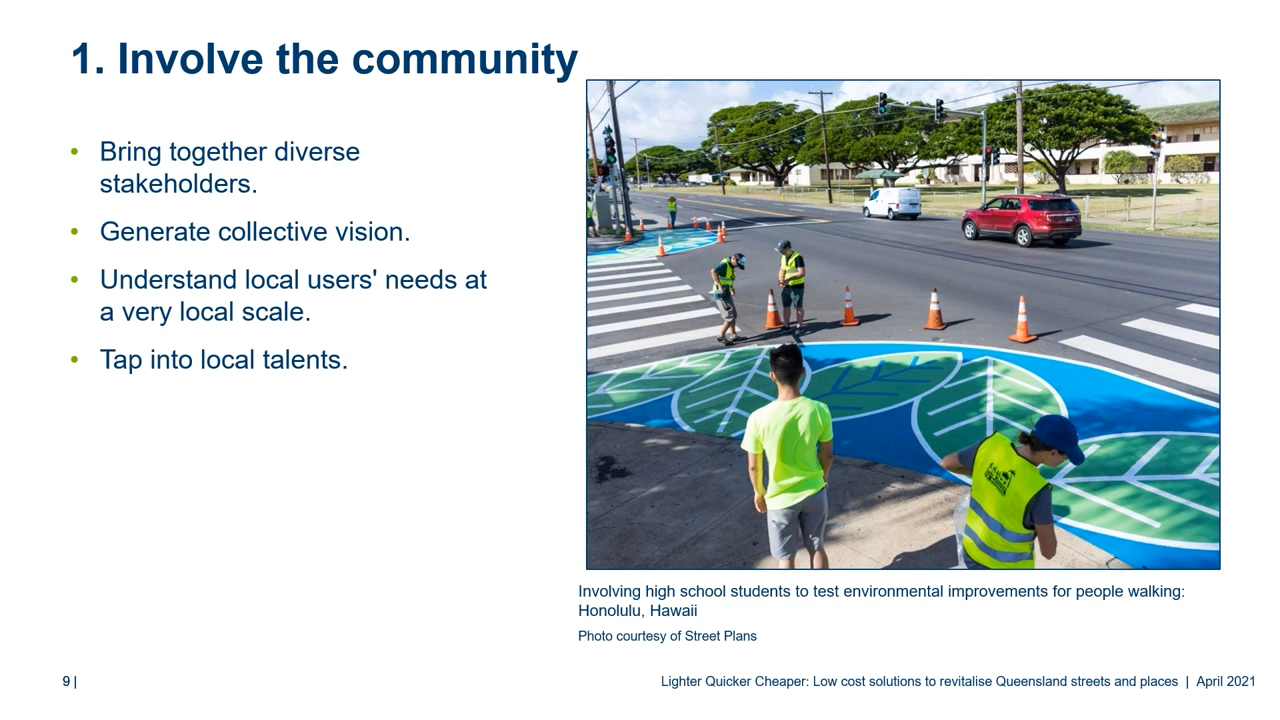 1. Involve the community
• Bring together diverse
stakeholders.
• Generate collective vision.
• Understand local users' needs at
a very local scale.
• Tap into local talents.
Involving high school students to test environmental improvements for people walking:
Honolulu, Hawaii
Photo courtesy of Street Plans
9 |
Lighter Quicker Cheaper: Low cost solutions to revitalise Queensland streets and places | April 2021